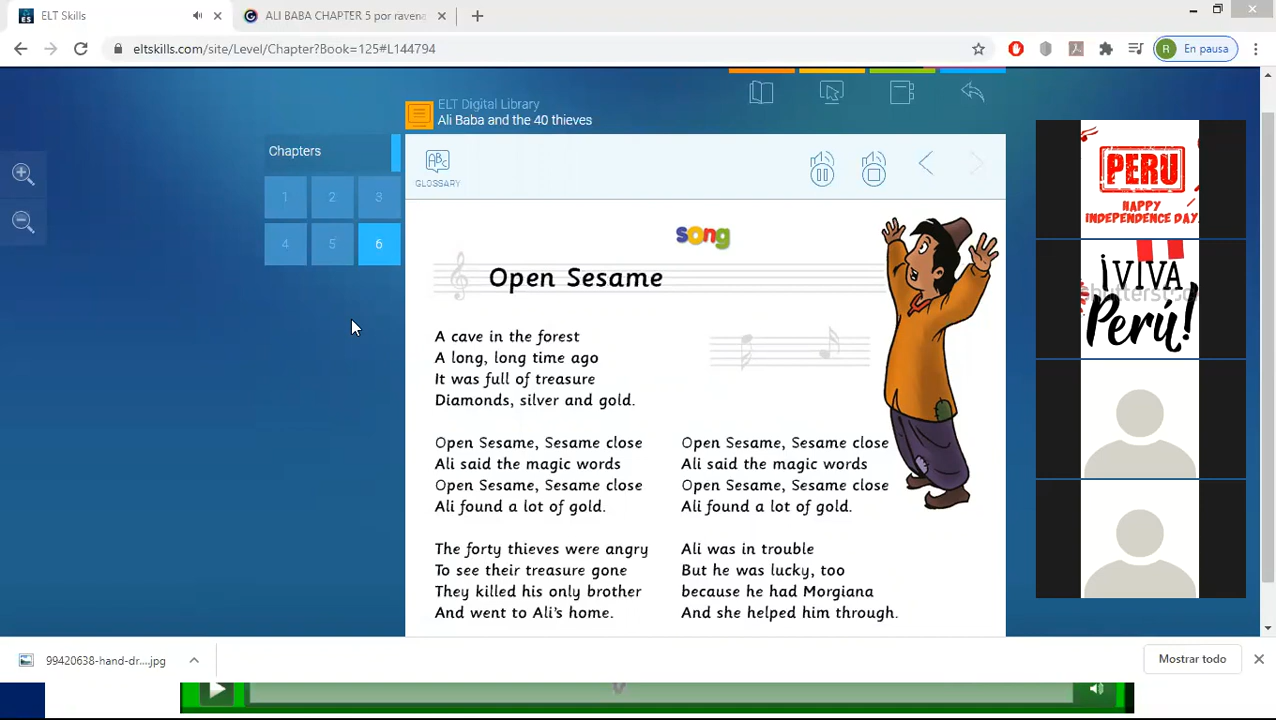 ELT Skills
ALI BABA CHAPTER 5 por ravena
eltskills.com/site/Level/Chapter?Book=125#L144794
R
En pausa
ELT Digital Library
Ali Baba and the 40 thieves
Chapters
1 2 3
4 5 6
ABC
GLOSSARY
song
Open Sesame
A cave in the forest
A long, long time ago
It was full of treasure
Diamonds, silver and gold.
Open Sesame, Sesame close
Ali said the magic words
Open Sesame, Sesame close
Ali found a lot of gold.
The forty thieves were angry
To see their treasure gone
They killed his only brother
And went to Ali's home.
Open Sesame, Sesame close
Ali said the magic words
Open Sesame, Sesame close
Ali found a lot of gold.
Ali was in trouble
But he was lucky, too
because he had Morgiana
And she helped him through.
PERU
HAPPY
INDEPENDENCE DAY
¡VIVA
Perú!
99420638-hand-dr....jpg
Mostrar todo